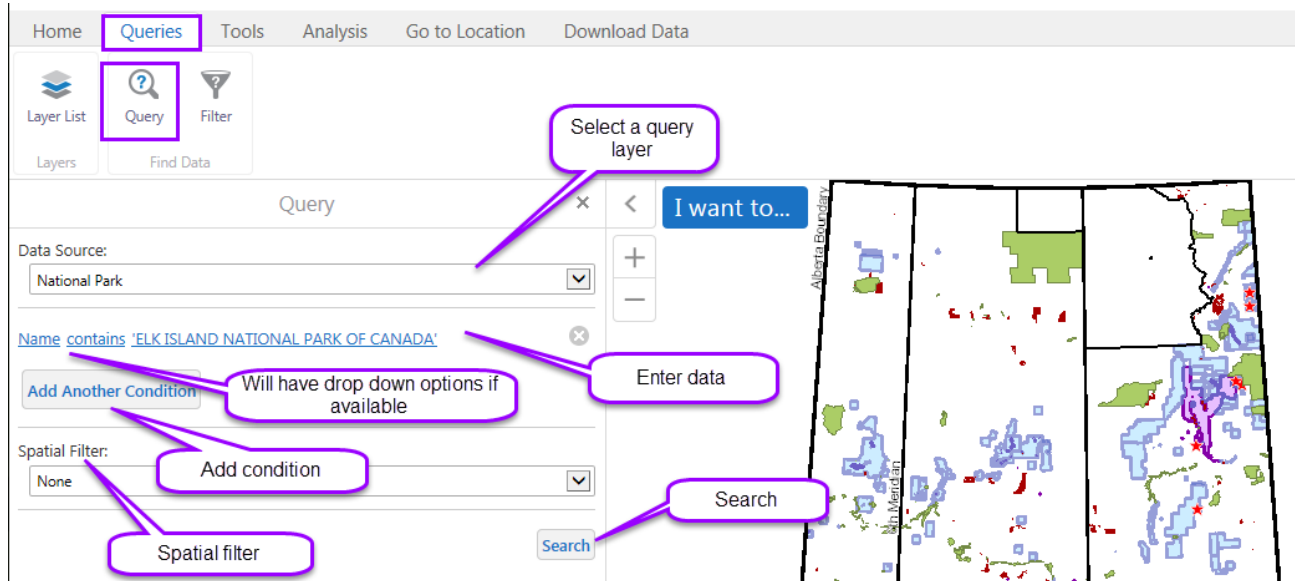 Home Queries Tools Analysis Go to Location Download Data
Layer List Query Filter
Layers Find Data
Select a query
layer
Query
I want to...
Alberta Boundary
Data Source:
National Park
Name contains 'ELK ISLAND NATIONAL PARK OF CANADA'
Enter data
Will have drop down options if
available
Add Another Condition
Spatial Filter:
Add condition
None
Search
Spatial filter
Search
Meridian